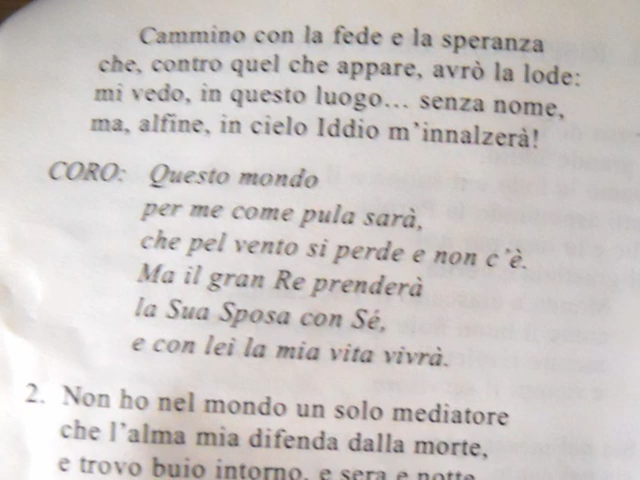 Cammino con la fede e la speranza
che, contro quel che appare, avrò la lode:
mi vedo, in questo luogo... senza nome,
ma, alfine, in cielo Iddio m'innalzerà!
CORO: Questo mondo
per me come pula sarà,
che pel vento si perde e non c'è.
Ma il gran Re prenderà
la Sua Sposa con Sé,
e con lei la mia vita vivrà.
2. Non ho nel mondo un solo mediatore
che l'alma mia difenda dalla morte,
e trovo buio intorno, e sera e notte